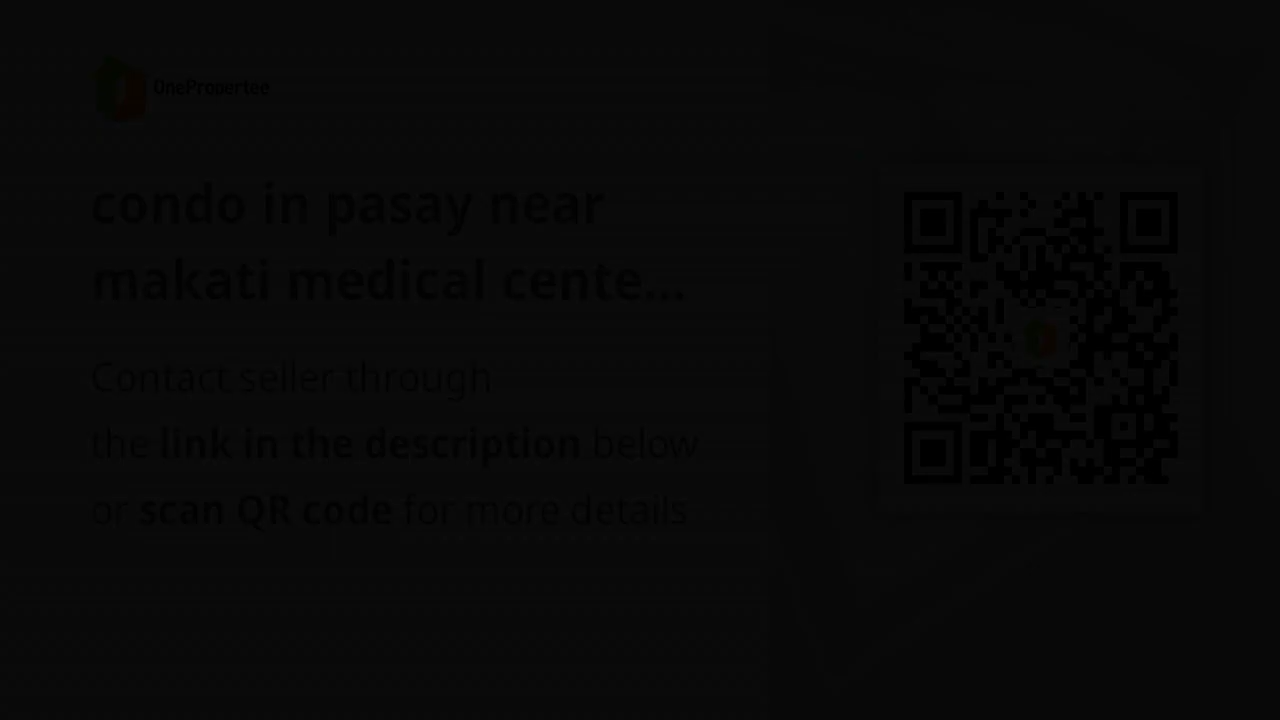 OnePropertee
condo in pasay near
makati medical cente...
Contact seller through
the link in the description below
or scan QR code for more details